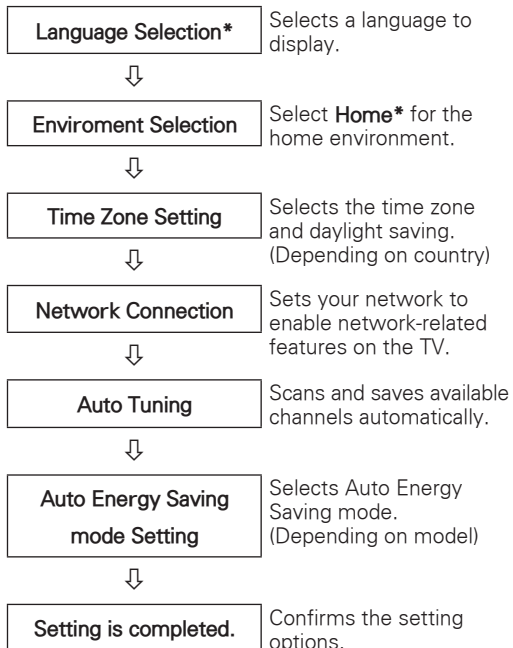 Language Selection*
Selects a language to
display.
⇩
Enviroment Selection
Select Home* for the
home environment.
⇩
Time Zone Setting
Selects the time zone
and daylight saving.
(Depending on country)
⇩
Network Connection
Sets your network to
enable network-related
features on the TV.
⇩
Auto Tuning
Scans and saves available
channels automatically.
⇩
Auto Energy Saving
mode Setting
Selects Auto Energy
Saving mode.
(Depending on model)
⇩
Setting is completed.
Confirms the setting
options.